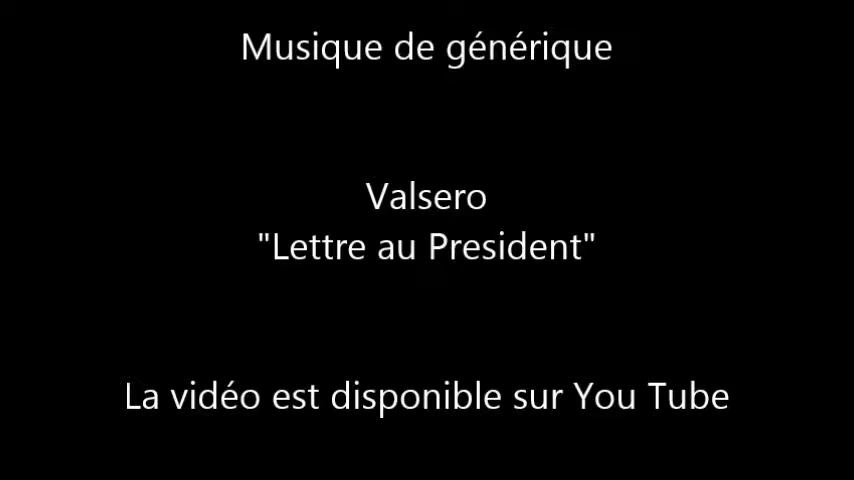 Musique de générique
Valsero
"Lettre au President"
La vidéo est disponible sur You Tube